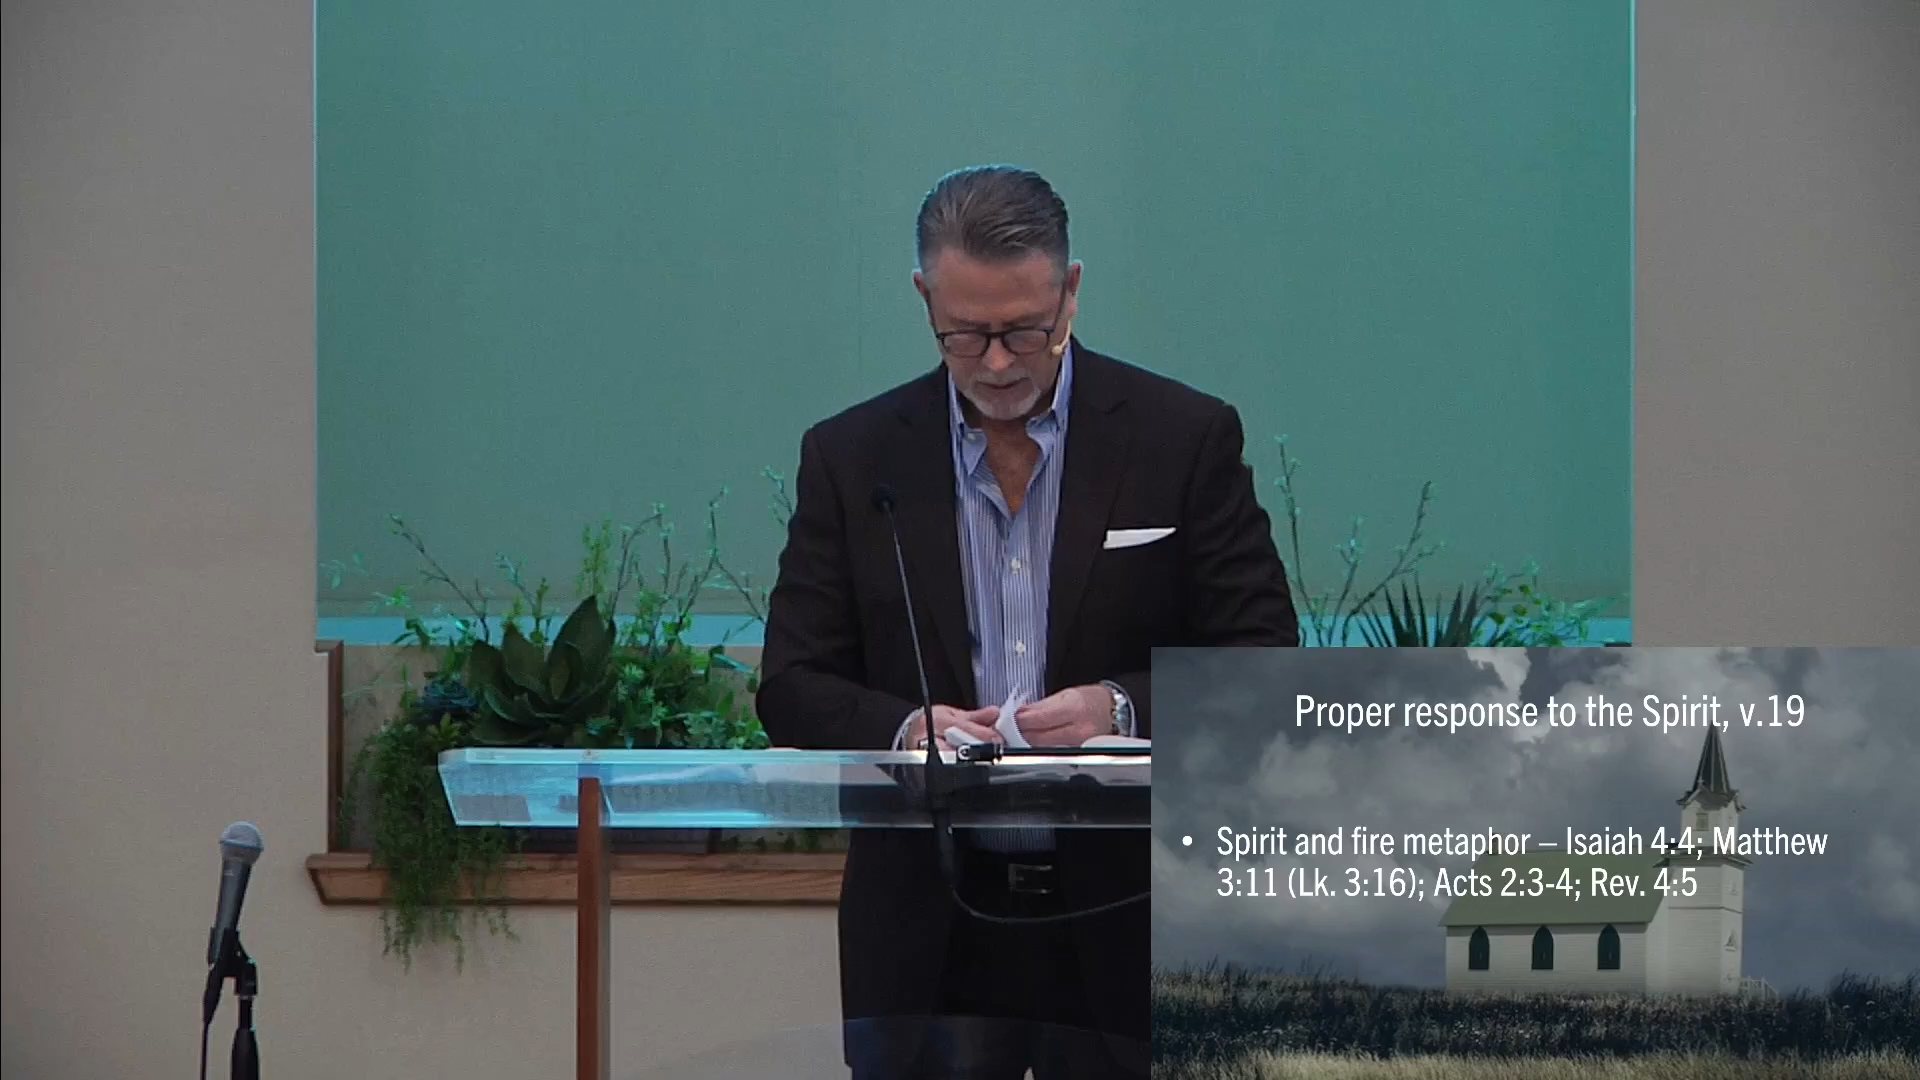 Proper response to the Spirit, v.19
• Spirit and fire metaphor – Isaiah 4:4; Matthew
3:11 (Lk. 3:16); Acts 2:3-4; Rev. 4:5